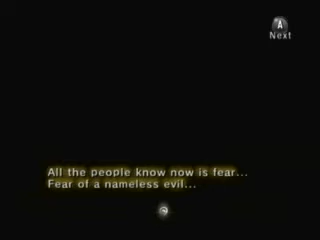 A
Next
All the people know now is fear...
Fear of a nameless evil...